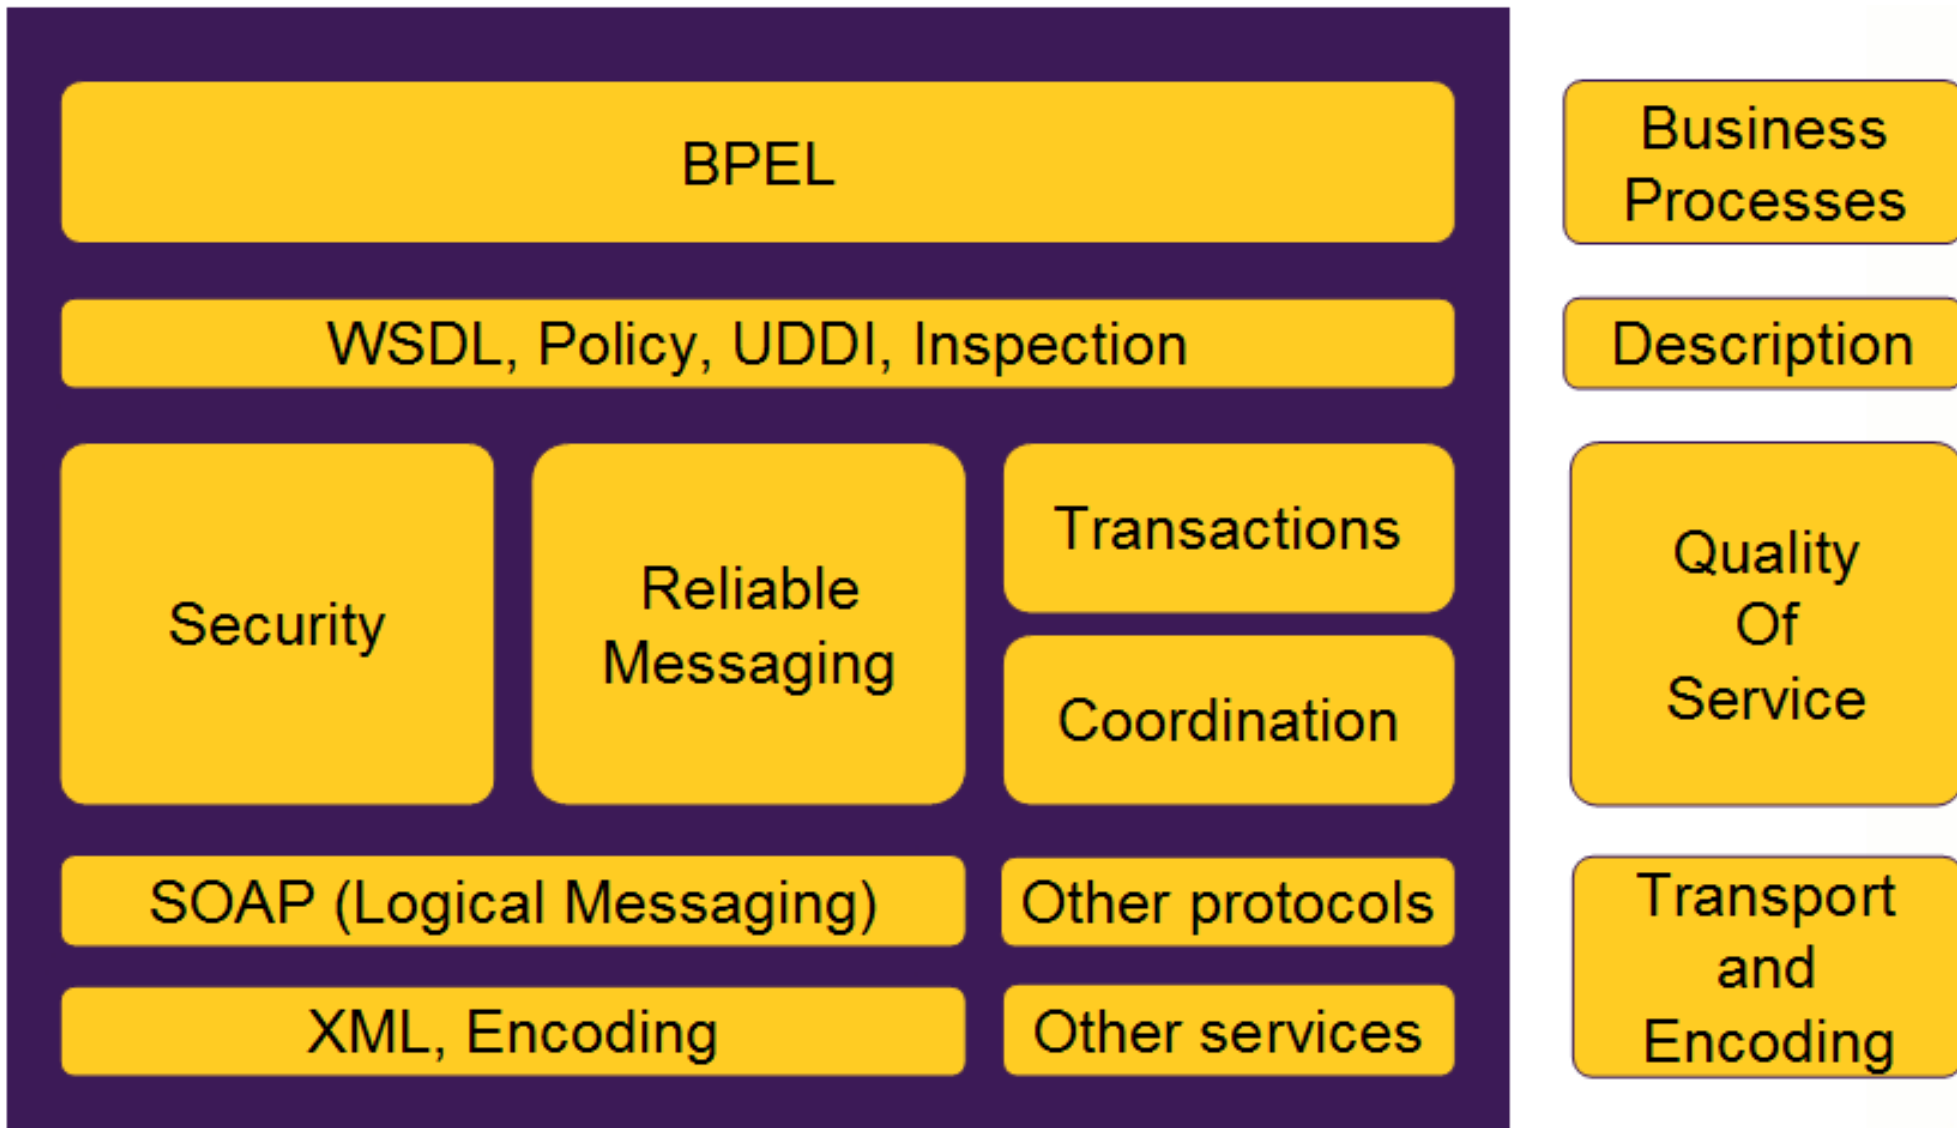 BPEL
Business
Processes
WSDL, Policy, UDDI, Inspection
Description
Security
Reliable
Messaging
Transactions
Coordination
Quality
Of
Service
SOAP (Logical Messaging)
Other protocols
XML, Encoding
Other services
Transport
and
Encoding